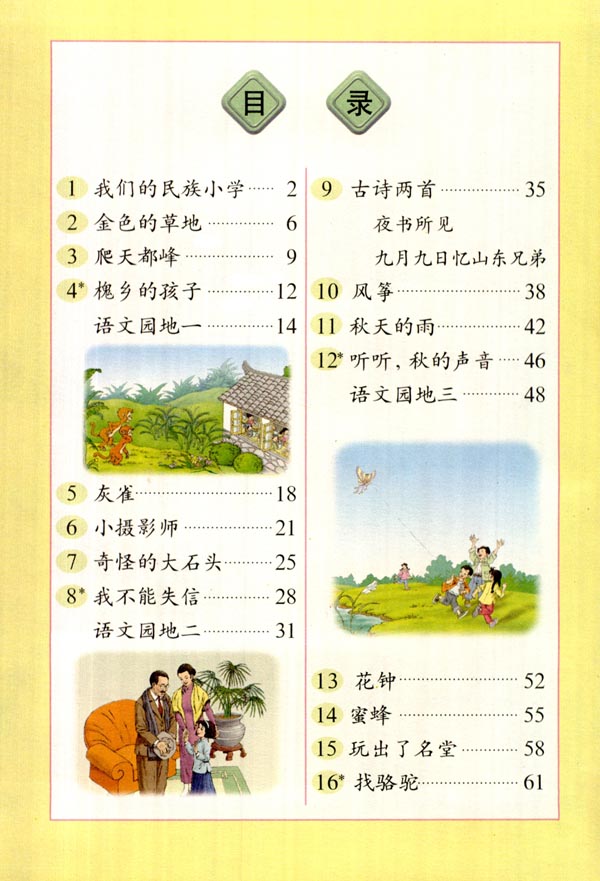 目 录
1 我们的民族小学…… 2
2 金色的草地………… 6
3 爬天都峰………… 9
4* 槐乡的孩子………… 12
语文园地一………… 14
5 灰雀………………… 18
6 小摄影师…………… 21
7 奇怪的大石头……… 25
8* 我不能失信………… 28
语文园地二………… 31
9 古诗两首…………… 35
夜书所见
九月九日忆山东兄弟
10 风筝………………… 38
11 秋天的雨…………… 42
12* 听听，秋的声音…… 46
语文园地三………… 48
13 花钟………………… 52
14 蜜蜂………………… 55
15 玩出了名堂………… 58
16* 找骆驼……………… 61